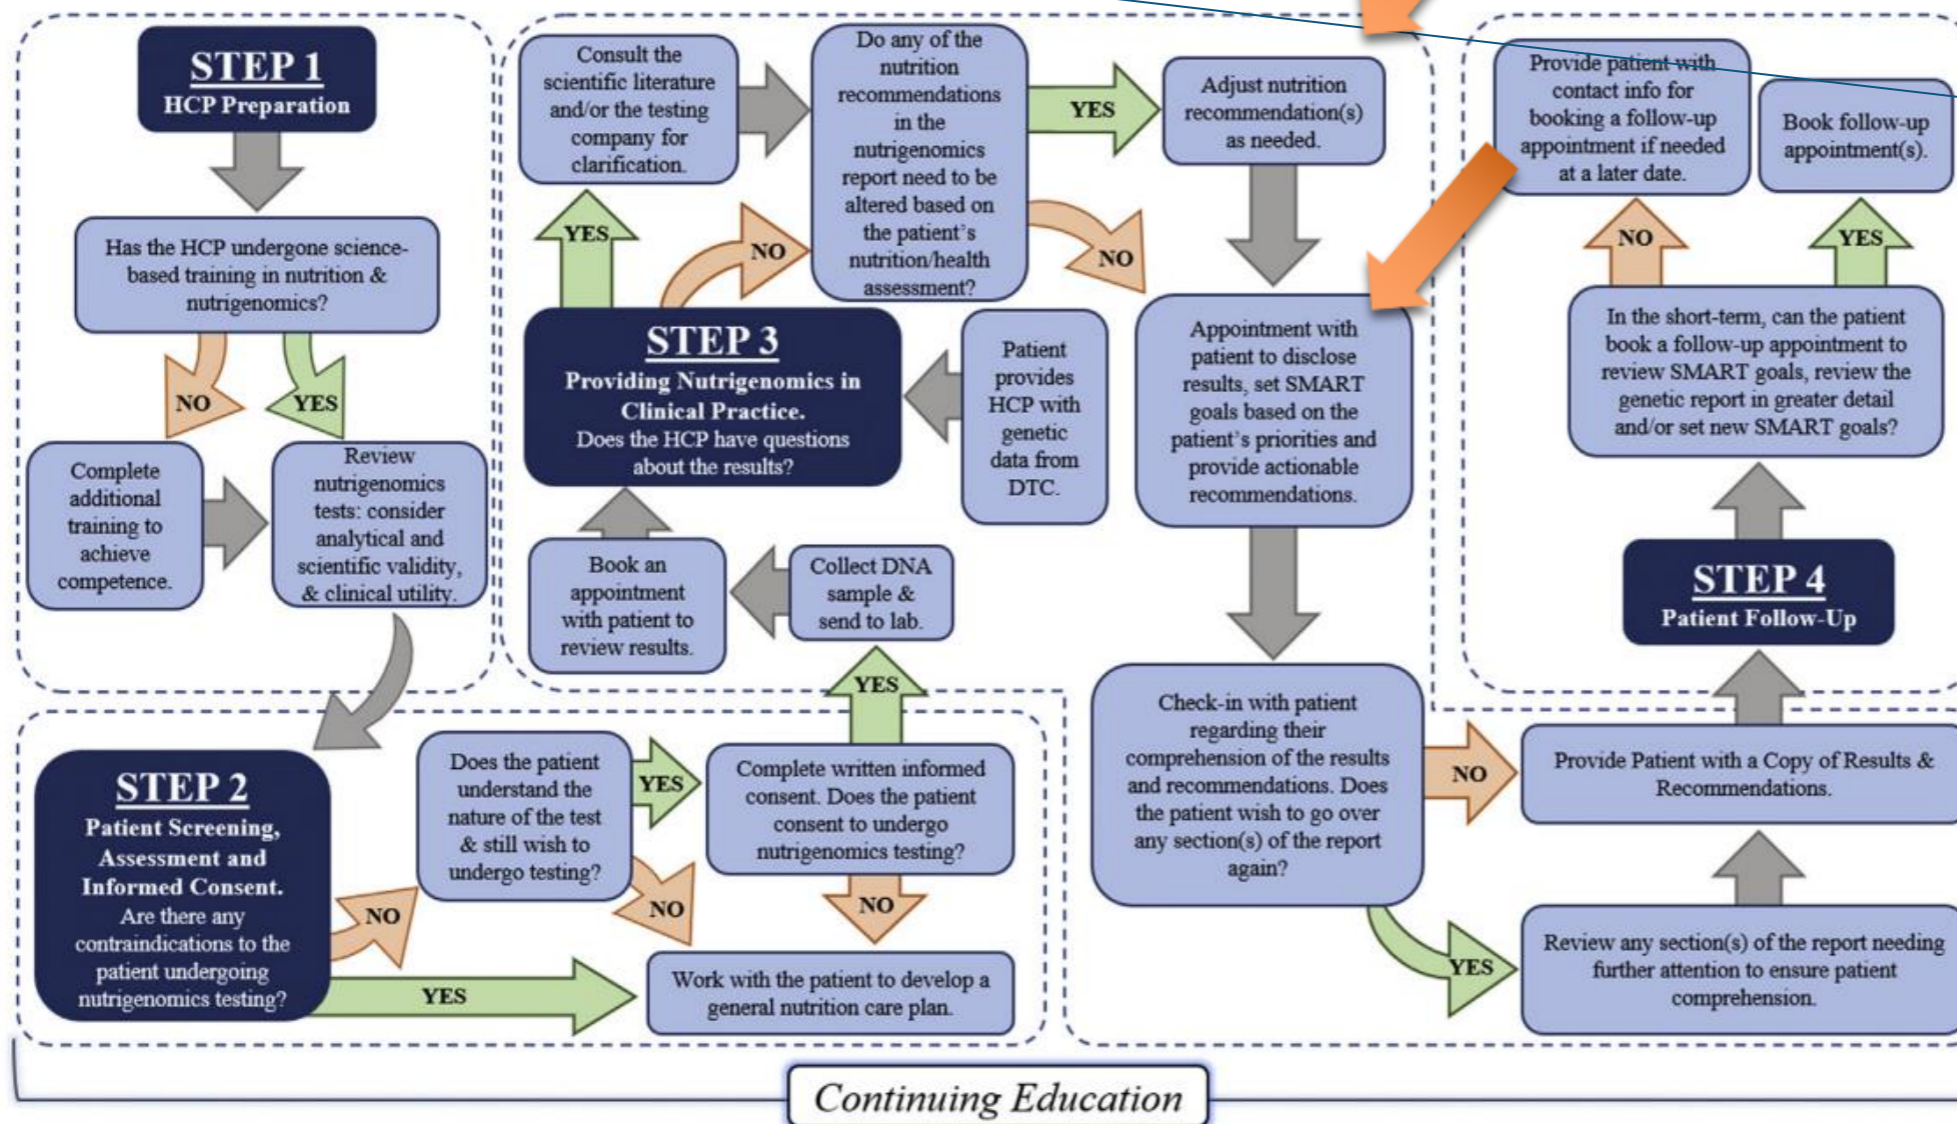 STEP 1
HCP Preparation
Has the HCP undergone science-
based training in nutrition &
nutrigenomics?
NO
YES
Complete
additional
training to
achieve
competence.
Review
nutrigenomics
tests: consider
analytical and
scientific validity,
& clinical utility.
STEP 2
Patient Screening,
Assessment and
Informed Consent.
Are there any
contraindications to the
patient undergoing
nutrigenomics testing?
NO
YES
Does the patient
understand the
nature of the test
& still wish to
undergo testing?
YES
NO
Complete written informed
consent. Does the patient
consent to undergo
nutrigenomics testing?
YES
NO
Work with the patient to develop a
general nutrition care plan.
Collect DNA
sample &
send to lab.
Book an
appointment
with patient to
review results.
STEP 3
Providing Nutrigenomics in
Clinical Practice.
Does the HCP have questions
about the results?
Patient
provides
HCP with
genetic
data from
DTC.
YES
NO
Consult the
scientific literature
and/or the testing
company for
clarification.
Do any of the
nutrition
recommendations
in the
nutrigenomics
report need to be
altered based on
the patient's
nutrition/health
assessment?
YES
NO
Adjust nutrition
recommendation(s)
as needed.
Appointment with
patient to disclose
results, set SMART
goals based on the
patient's priorities and
provide actionable
recommendations.
Check-in with patient
regarding their
comprehension of the results
and recommendations. Does
the patient wish to go over
any section(s) of the report
again?
NO
YES
Provide Patient with a Copy of Results &
Recommendations.
Review any section(s) of the report needing
further attention to ensure patient
comprehension.
STEP 4
Patient Follow-Up
In the short-term, can the patient
book a follow-up appointment to
review SMART goals, review the
genetic report in greater detail
and/or set new SMART goals?
NO
YES
Provide patient with
contact info for
booking a follow-up
appointment if needed
at a later date.
Book follow-up
appointment(s).
Continuing Education